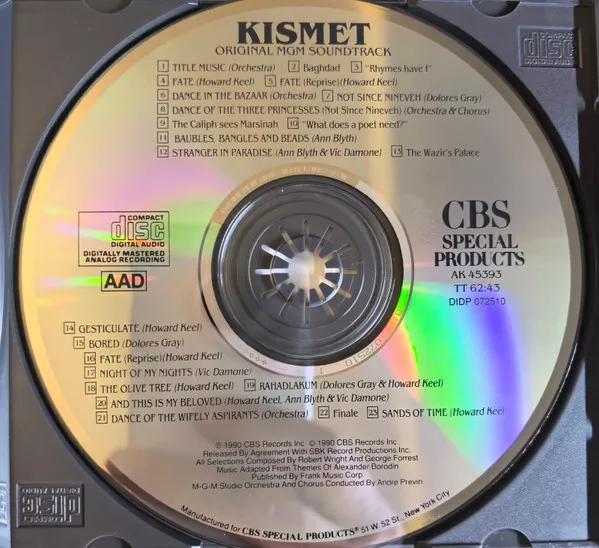 KISMET
ORIGINAL MGM SOUNDTRACK
1 TITLE MUSIC (Orchestra) 2 Baghdad 3 "Rhymes have I"
4 FATE (Howard Keel) 5 FATE (Reprise)(Howard Keel)
6 DANCE IN THE BAZAAR (Orchestra) 7 NOT SINCE NINEVEH (Dolores Gray)
8 DANCE OF THE THREE PRINCESSES (Not Since Nineveh) (Orchestra & Chorus)
9 The Caliph sees Marsinah 10 "What does a poet need?"
11 BAUBLES, BANGLES AND BEADS (Ann Blyth)
12 STRANGER IN PARADISE (Ann Blyth & Vic Damone) 13 The Wazir's Palace
COMPACT
disc
DIGITAL AUDIO
DIGITALLY MASTERED
ANALOG RECORDING
AAD
CBS
SPECIAL
PRODUCTS
AK 45393
TT 62:43
DIDP 072510
14 GESTICULATE (Howard Keel)
15 BORED (Dolores Gray)
16 FATE (Reprise)(Howard Keel)
17 NIGHT OF MY NIGHTS (Vic Damone)
18 THE OLIVE TREE (Howard Keel) 19 RAHADLAKUM (Dolores Gray & Howard Keel)
20 AND THIS IS MY BELOVED (Howard Keel, Ann Blyth & Vic Damone)
21 DANCE OF THE WIFELY ASPIRANTS (Orchestra) 22 Finale 23 SANDS OF TIME (Howard Keel)
℗ 1990 CBS Records Inc. © 1990 CBS Records Inc.
Released By Agreement With SBK Record Productions Inc.
All Selections Composed By Robert Wright And George Forrest
Music Adapted From Themes Of Alexander Borodin
Published By Frank Music Corp
M-G-M Studio Orchestra And Chorus Conducted By Andre Previn
Manufactured for CBS SPECIAL PRODUCTS® 51 W. 52 St., New York City
COMPACT
disc
DIGITAL AUDIO
COMPACT
disc
DIGITAL AUDIO